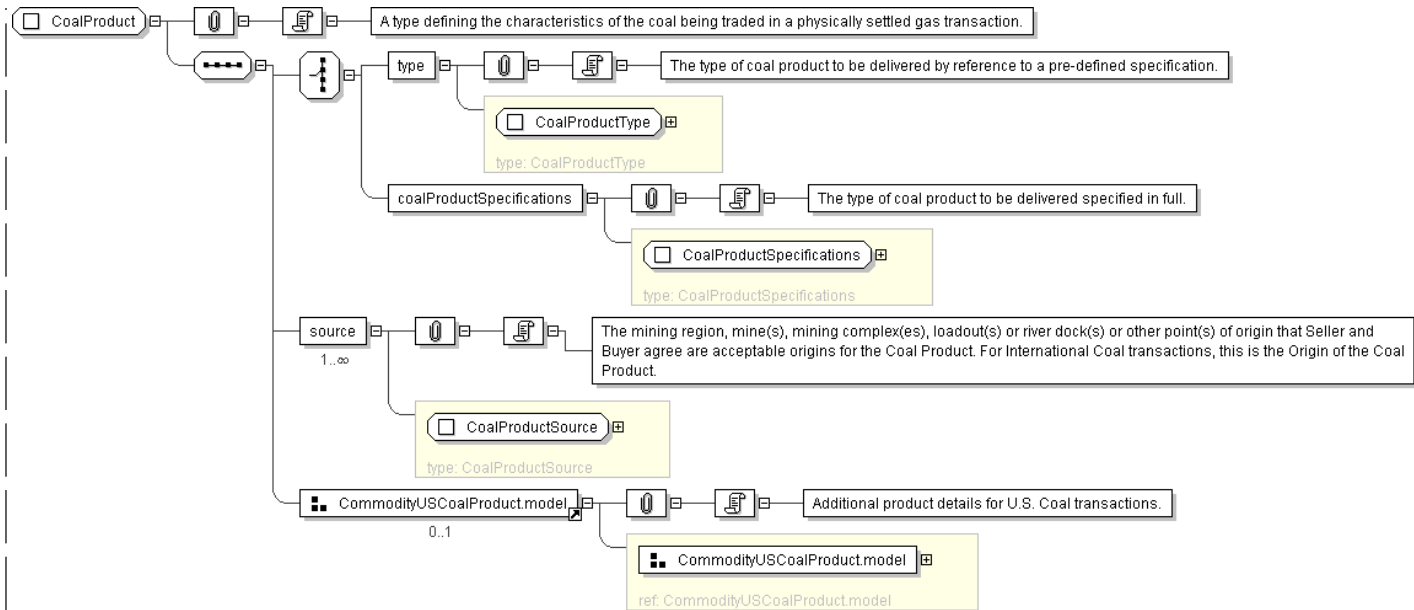 CoalProduct
A type defining the characteristics of the coal being traded in a physically settled gas transaction.
type
The type of coal product to be delivered by reference to a pre-defined specification.
CoalProductType
type: CoalProductType
coalProductSpecifications
The type of coal product to be delivered specified in full.
CoalProductSpecifications
type: CoalProductSpecifications
source
1..∞
The mining region, mine(s), mining complex(es), loadout(s) or river dock(s) or other point(s) of origin that Seller and
Buyer agree are acceptable origins for the Coal Product. For International Coal transactions, this is the Origin of the Coal
Product.
CoalProductSource
type: CoalProductSource
CommodityUSCoalProduct.model
0..1
Additional product details for U.S. Coal transactions.
CommodityUSCoalProduct.model
ref: CommodityUSCoalProduct.model